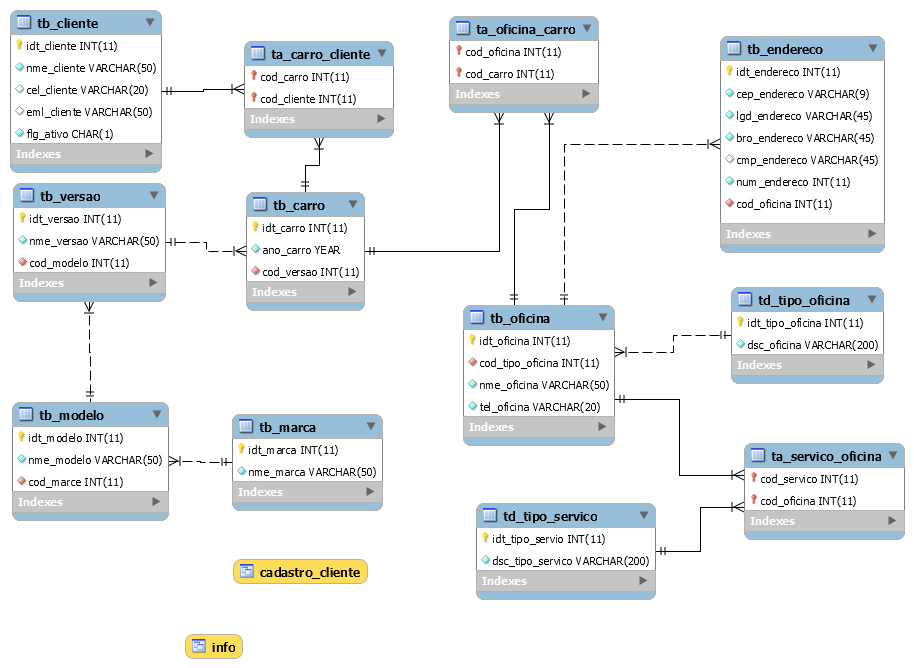 tb_cliente
idt_cliente INT(11)
nme_cliente VARCHAR(50)
cel_cliente VARCHAR(20)
eml_cliente VARCHAR(50)
flg_ativo CHAR(1)
Indexes
ta_carro_cliente
cod_carro INT(11)
cod_cliente INT(11)
Indexes
ta_oficina_carro
cod_oficina INT(11)
cod_carro INT(11)
Indexes
tb_endereco
idt_endereco INT(11)
cep_endereco VARCHAR(9)
lgd_endereco VARCHAR(45)
bro_endereco VARCHAR(45)
cmp_endereco VARCHAR(45)
num_endereco INT(11)
cod_oficina INT(11)
Indexes
tb_versao
idt_versao INT(11)
nme_versao VARCHAR(50)
cod_modelo INT(11)
Indexes
tb_carro
idt_carro INT(11)
ano_carro YEAR
cod_versao INT(11)
Indexes
tb_oficina
idt_oficina INT(11)
cod_tipo_oficina INT(11)
nme_oficina VARCHAR(50)
tel_oficina VARCHAR(20)
Indexes
td_tipo_oficina
idt_tipo_oficina INT(11)
dsc_oficina VARCHAR(200)
Indexes
tb_modelo
idt_modelo INT(11)
nme_modelo VARCHAR(50)
cod_marce INT(11)
Indexes
tb_marca
idt_marca INT(11)
nme_marca VARCHAR(50)
Indexes
ta_servico_oficina
cod_servico INT(11)
cod_oficina INT(11)
Indexes
td_tipo_servico
idt_tipo_servio INT(11)
dsc_tipo_servico VARCHAR(200)
Indexes
cadastro_cliente
info